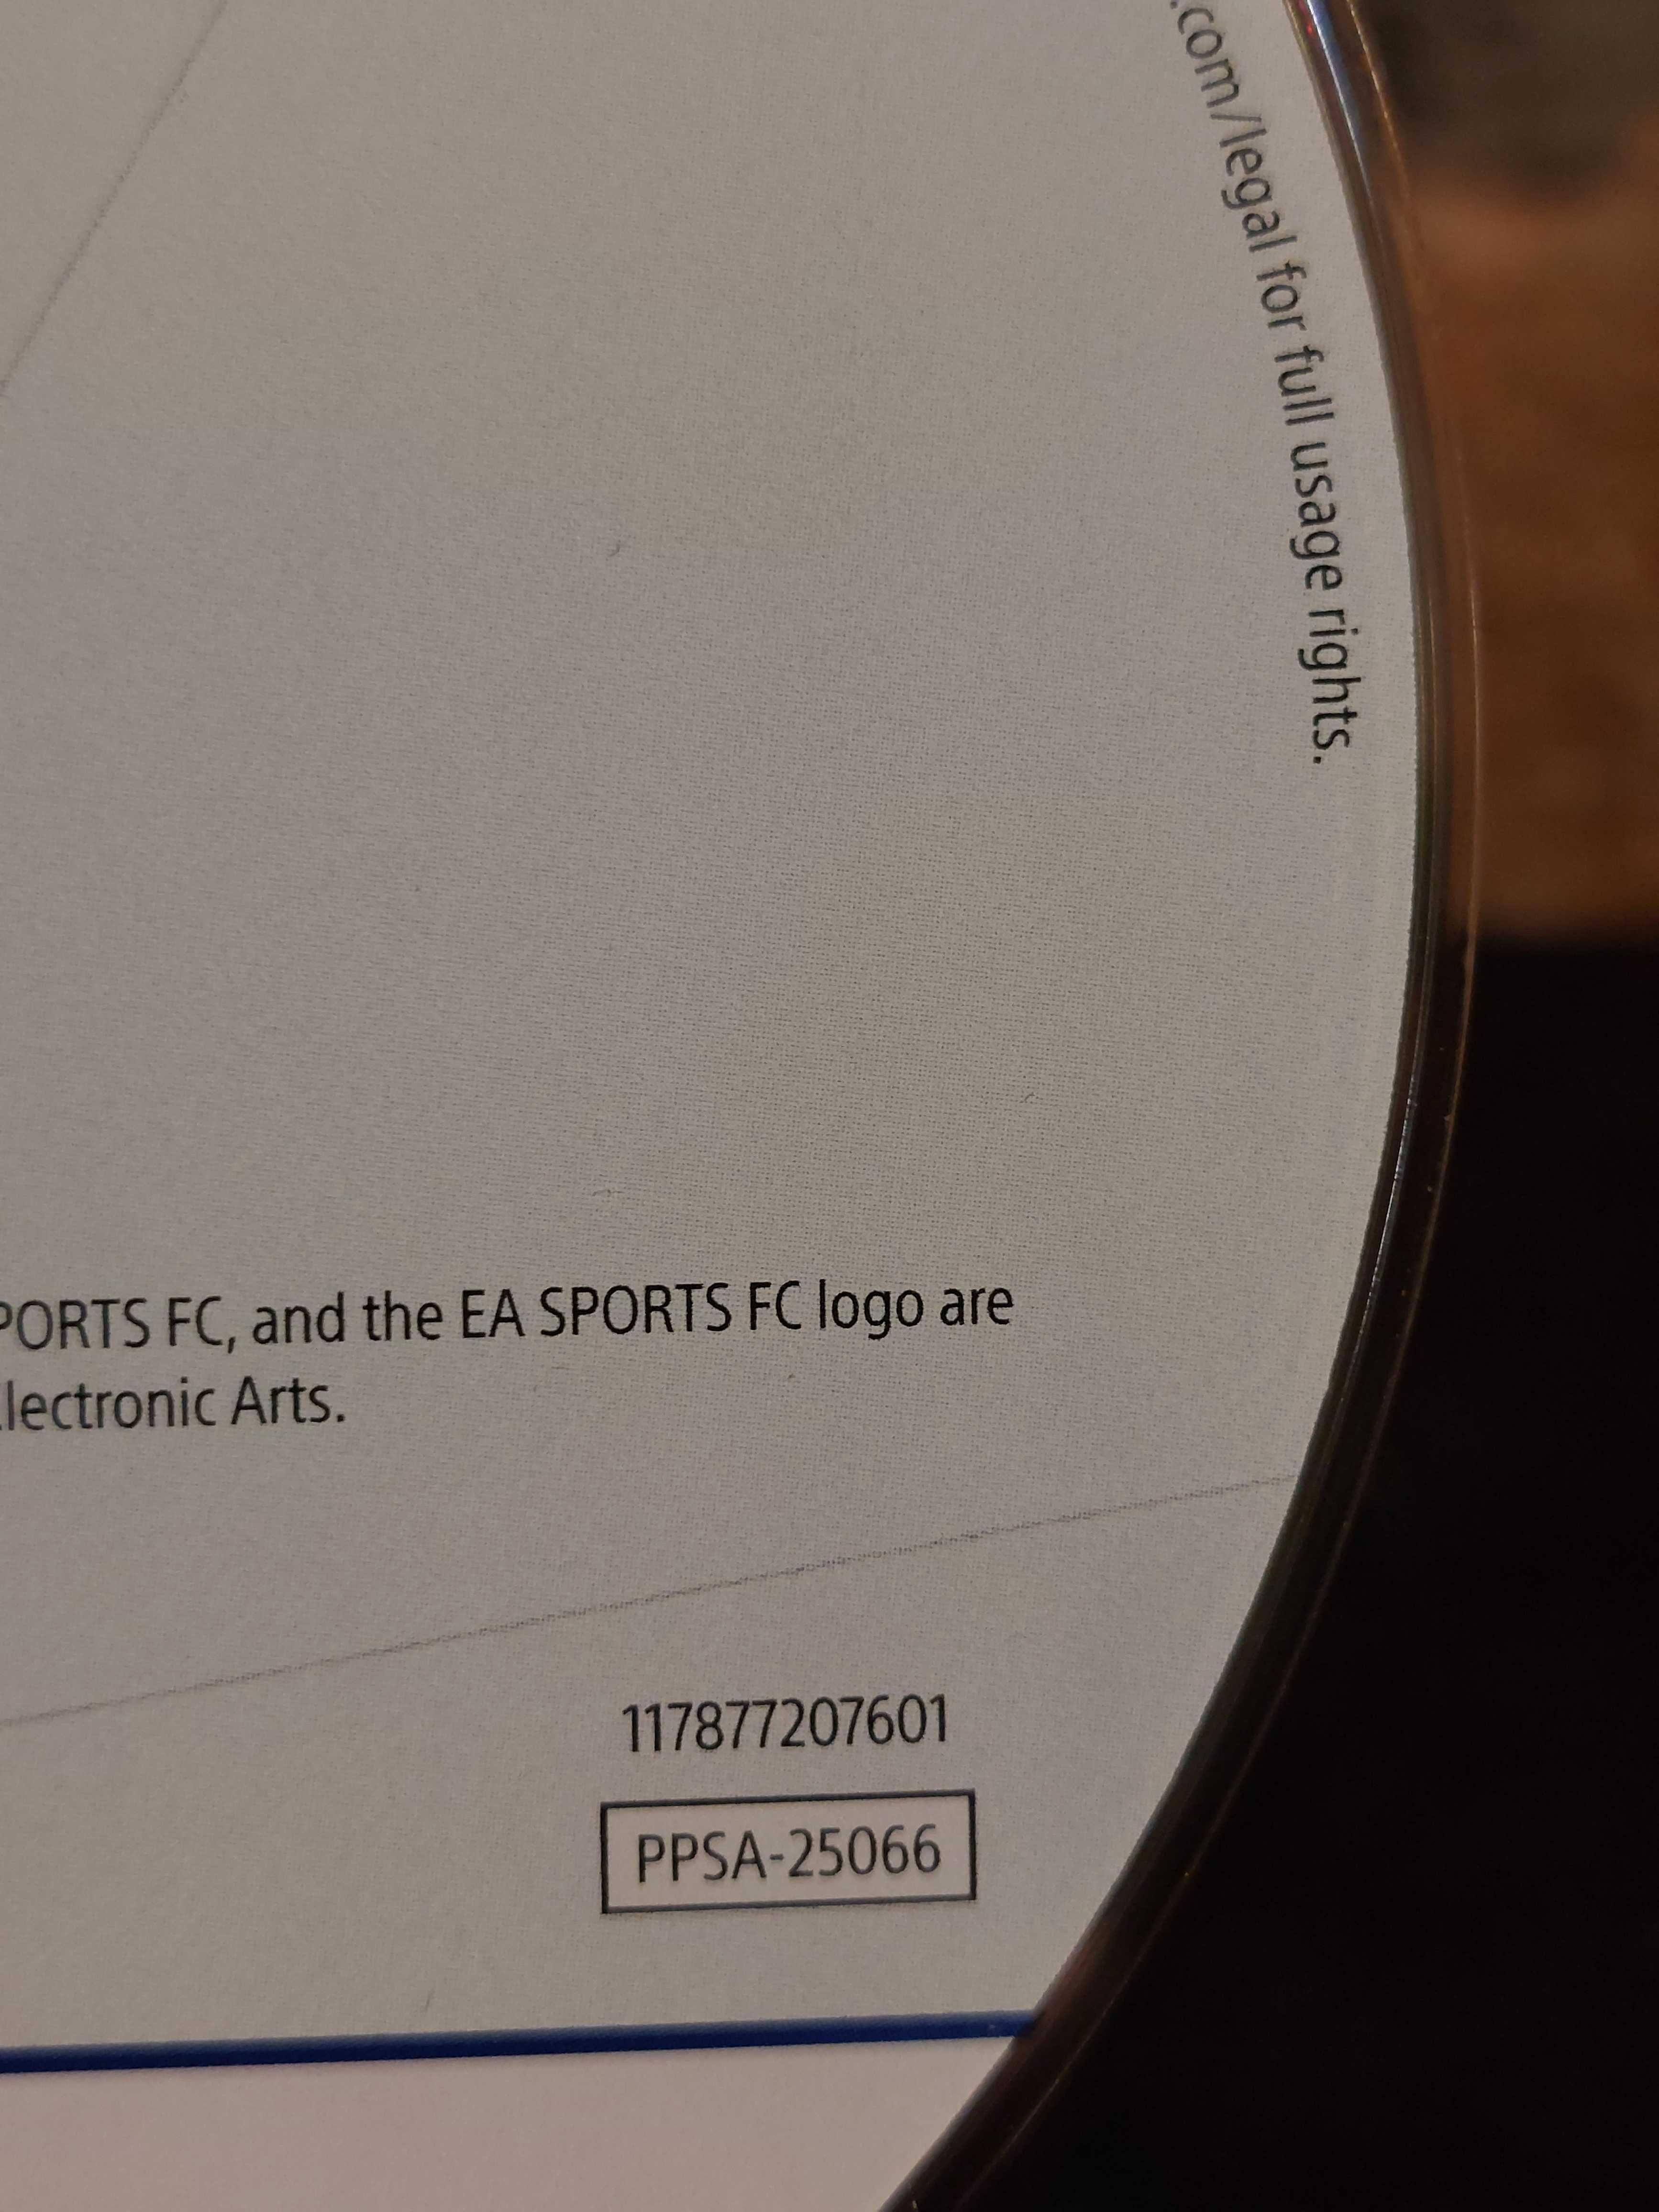 .com/legal for full usage rights.
PORTS FC, and the EA SPORTS FC logo are
lectronic Arts.
117877207601
PPSA-25066